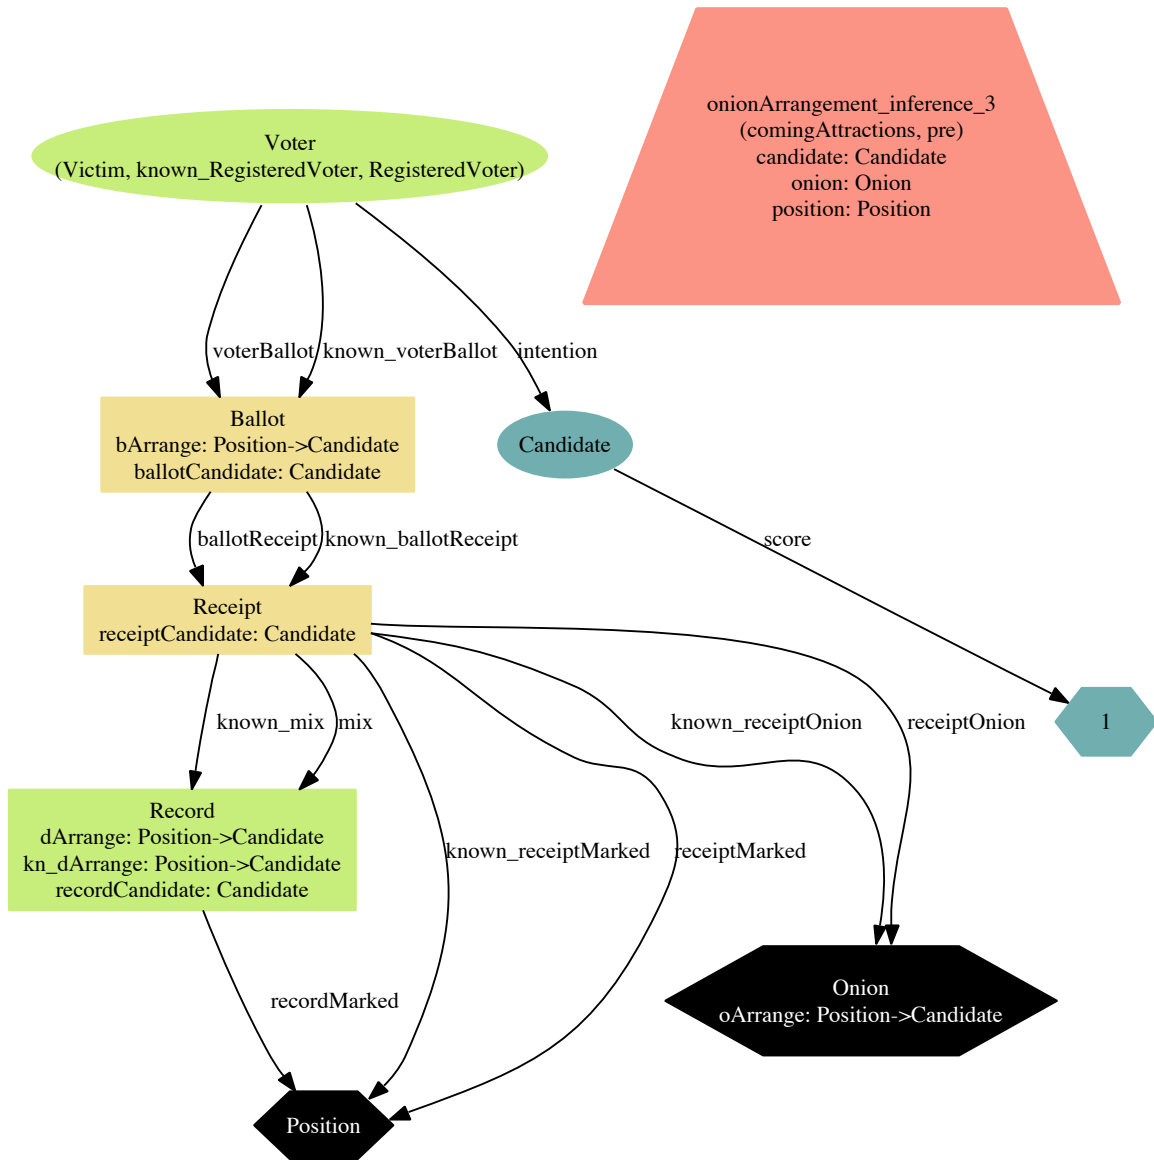 onionArrangement_inference_3
(comingAttractions, pre)
candidate: Candidate
onion: Onion
position: Position
Voter
(Victim, known_RegisteredVoter, RegisteredVoter)
voterBallot
known_voterBallot
intention
Ballot
bArrange: Position->Candidate
ballotCandidate: Candidate
Candidate
ballotReceipt
known_ballotReceipt
score
Receipt
receiptCandidate: Candidate
known_mix
mix
known_receiptOnion
receiptOnion
1
Record
dArrange: Position->Candidate
kn_dArrange: Position->Candidate
recordCandidate: Candidate
known_receiptMarked
receiptMarked
recordMarked
Onion
oArrange: Position->Candidate
Position